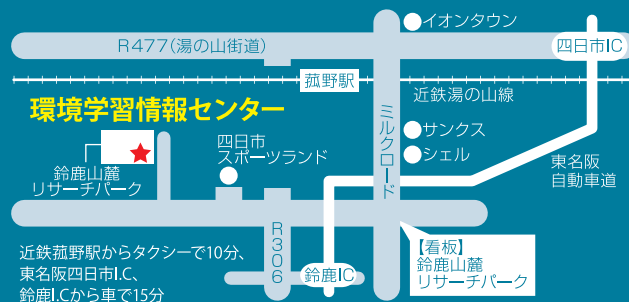 イオンタウン
R477(湯の山街道)
四日市IC
菰野駅
近鉄湯の山線
環境学習情報センター
ミルクロード
サンクス
シェル
四日市
スポーツランド
東名阪
自動車道
鈴鹿山麓
リサーチパーク
R306
鈴鹿IC
【看板】
鈴鹿山麓
リサーチパーク
近鉄菰野駅からタクシーで10分、
東名阪四日市I.C、
鈴鹿I.Cから車で15分